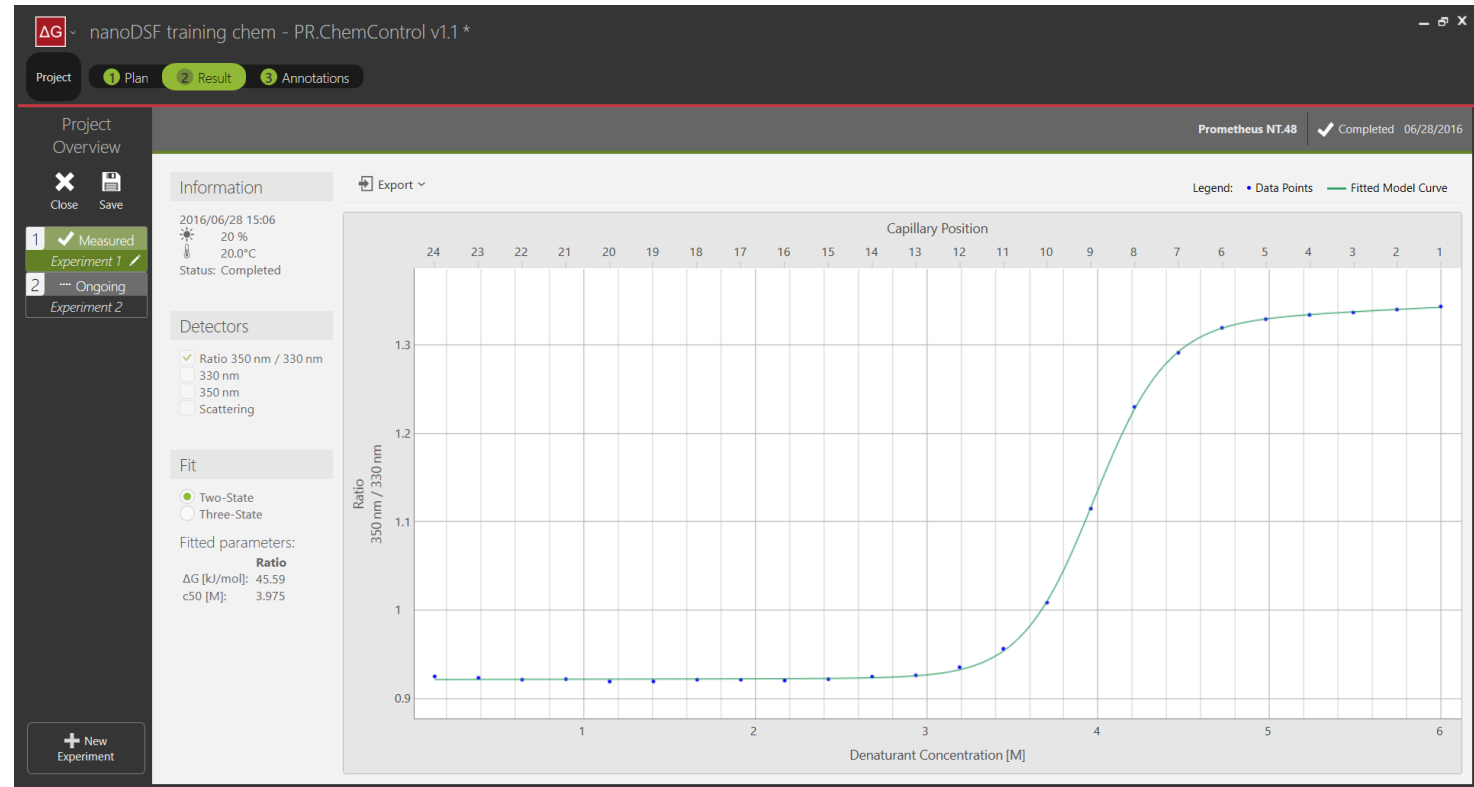 ΔG nanoDSF training chem - PR.ChemControl v1.1 *
Project 1 Plan 2 Result 3 Annotations
Project
Overview
Prometheus NT.48 Completed 06/28/2016
Close Save
1 Measured
Experiment 1
2 Ongoing
Experiment 2
New
Experiment
Information
2016/06/28 15:06
20 %
20.0°C
Status: Completed
Detectors
Ratio 350 nm / 330 nm
330 nm
350 nm
Scattering
Fit
Two-State
Three-State
Fitted parameters:
Ratio
ΔG [kJ/mol]: 45.59
c50 [M]: 3.975
Export
Legend: Data Points Fitted Model Curve
Capillary Position
24 23 22 21 20 19 18 17 16 15 14 13 12 11 10 9 8 7 6 5 4 3 2 1
1.3
1.2
1.1
1
0.9
Ratio
350 nm / 330 nm
1 2 3 4 5 6
Denaturant Concentration [M]